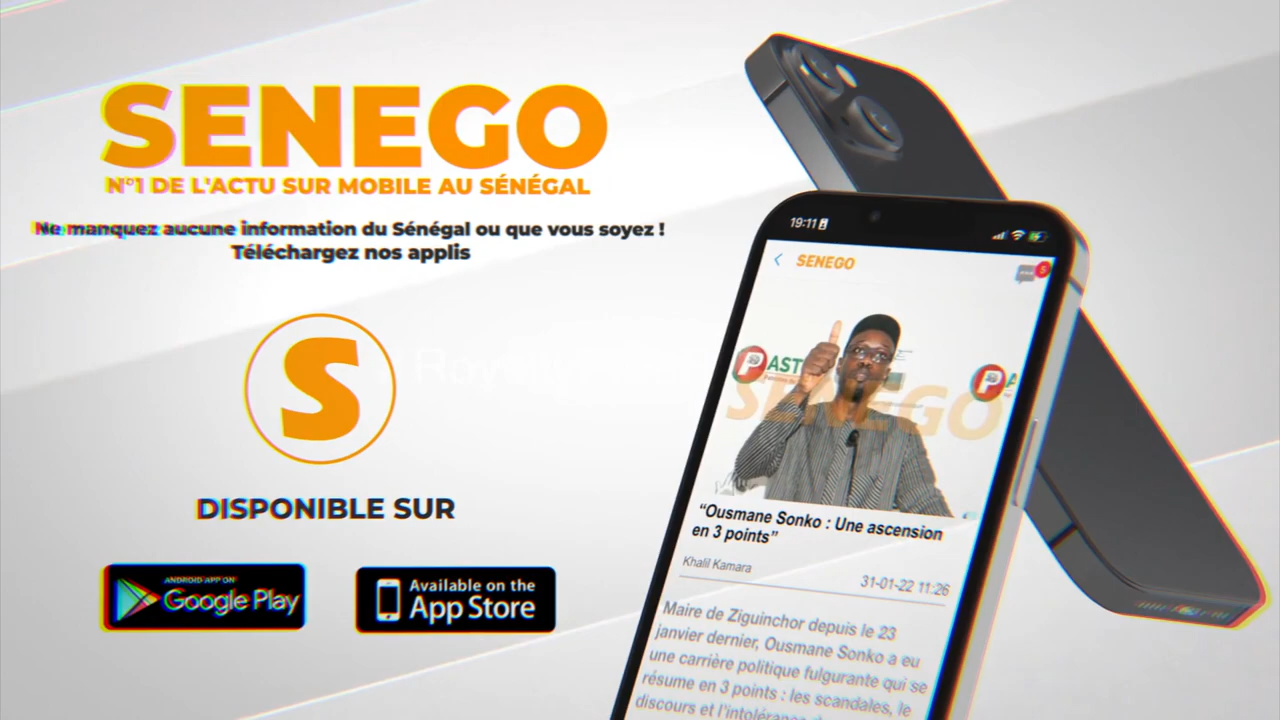 SENEGO
N°1 DE L'ACTU SUR MOBILE AU SÉNÉGAL
Ne manquez aucune information du Sénégal ou que vous soyez !
Téléchargez nos applis
S
DISPONIBLE SUR
ANDROID APP ON
Google Play
Available on the
App Store
19:11
SENEGO
5
P AST
P A
SENEGO
“Ousmane Sonko : Une ascension
en 3 points”
Khalil Kamara
31-01-22 11:26
Maire de Ziguinchor depuis le 23
janvier dernier, Ousmane Sonko a eu
une carrière politique fulgurante qui se
résume en 3 points : les scandales, le
discours et l'intolérance